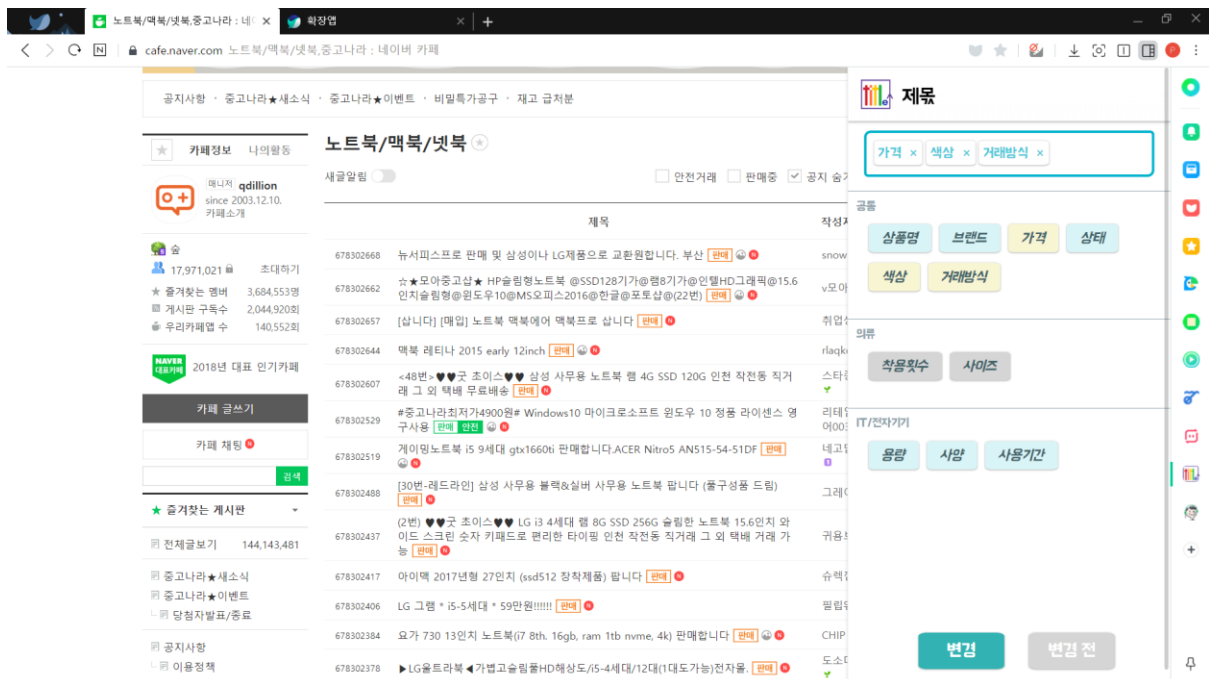 노트북/맥북/넷북,중고나라 : 네이
확장앱
cafe.naver.com 노트북/맥북/넷북,중고나라 : 네이버 카페
공지사항 · 중고나라★새소식 · 중고나라★이벤트 · 비밀특가공구 · 재고 급처분
카페정보 나의활동
매니저 qdillion
since 2003.12.10.
카페소개
숲
17,971,021 초대하기
즐겨찾는 멤버 3,684,553명
게시판 구독수 2,044,920회
우리카페앱 수 140,552회
NAVER
대표카페
2018년 대표 인기카페
카페 글쓰기
카페 채팅 N
검색
즐겨찾는 게시판
전체글보기 144,143,481
중고나라★새소식
중고나라★이벤트
당첨자발표/종료
공지사항
이용정책
노트북/맥북/넷북
새글알림
안전거래 판매중 공지 숨기
제목 작성자
678302668 뉴서피스프로 판매 및 삼성이나 LG제품으로 교환원합니다. 부산 판매 N snow
678302662 ☆★모아중고샵★ HP슬림형노트북 @SSD128기가@램8기가@인텔HD그래픽@15.6
인치슬림형@윈도우10@MS오피스2016@한글@포토샵@(22번) 판매 N v모아
678302657 [삽니다] [매입] 노트북 맥북에어 맥북프로 삽니다 판매 N 취업
678302644 맥북 레티나 2015 early 12inch 판매 N rlaqk
678302607 <48번>♥♥굿 초이스♥♥ 삼성 사무용 노트북 램 4G SSD 120G 인천 작전동 직거
래 그 외 택배 무료배송 판매 N
678302529 #중고나라최저가4900원# Windows10 마이크로소프트 윈도우 10 정품 라이센스 영
구사용 판매 안전 N 리테일
어003
678302519 게이밍노트북 i5 9세대 gtx1660ti 판매합니다.ACER Nitro5 AN515-54-51DF 판매
N
678302488 [30번-레드라인] 삼성 사무용 블랙&실버 사무용 노트북 팝니다 (풀구성품 드림)
판매 N 그레
678302437 (2번) ♥♥굿 초이스♥♥ LG i3 4세대 램 8G SSD 256G 슬림한 노트북 15.6인치 와
이드 스크린 숫자 키패드로 편리한 타이핑 인천 작전동 직거래 그 외 택배 거래 가
능 판매 N 귀용
678302417 아이맥 2017년형 27인치 (ssd512 장착제품) 팝니다 판매 N 슈렉
678302406 LG 그램 * i5-5세대 * 59만원!!!!!! 판매 N 필립
678302384 요가 730 13인치 노트북(i7 8th. 16gb, ram 1tb nvme, 4k) 판매합니다 판매 N CHIP
678302378 ▶LG울트라북◀가볍고슬림풀HD해상도/i5-4세대/12대(1대도가능)전자올. 판매 N 도소
title 제목
가격 × 색상 × 거래방식 ×
공통
상품명 브랜드 가격 상태
색상 거래방식
의류
착용횟수 사이즈
IT/전자기기
용량 사양 사용기간
변경 변경 전